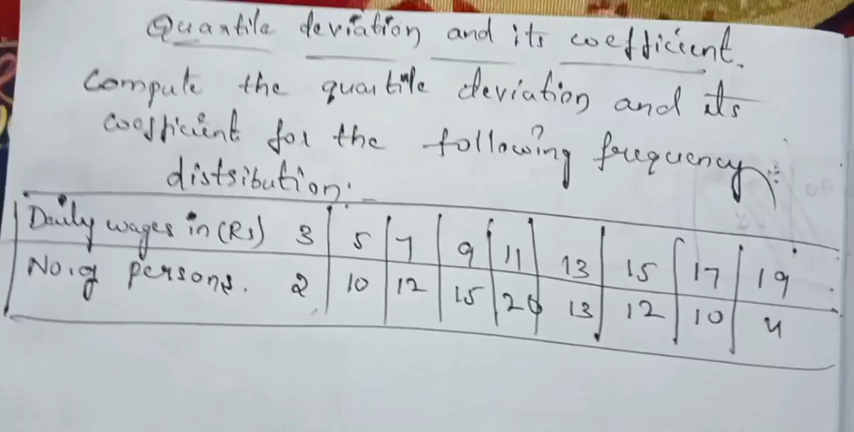 Quartile deviation and its coefficient.
Compute the quartile deviation and its
coefficient for the following frequency
distribution:-
Daily wages in (Rs) 3 5 7 9 11 13 15 17 19
No. of persons. 2 10 12 15 20 13 12 10 4